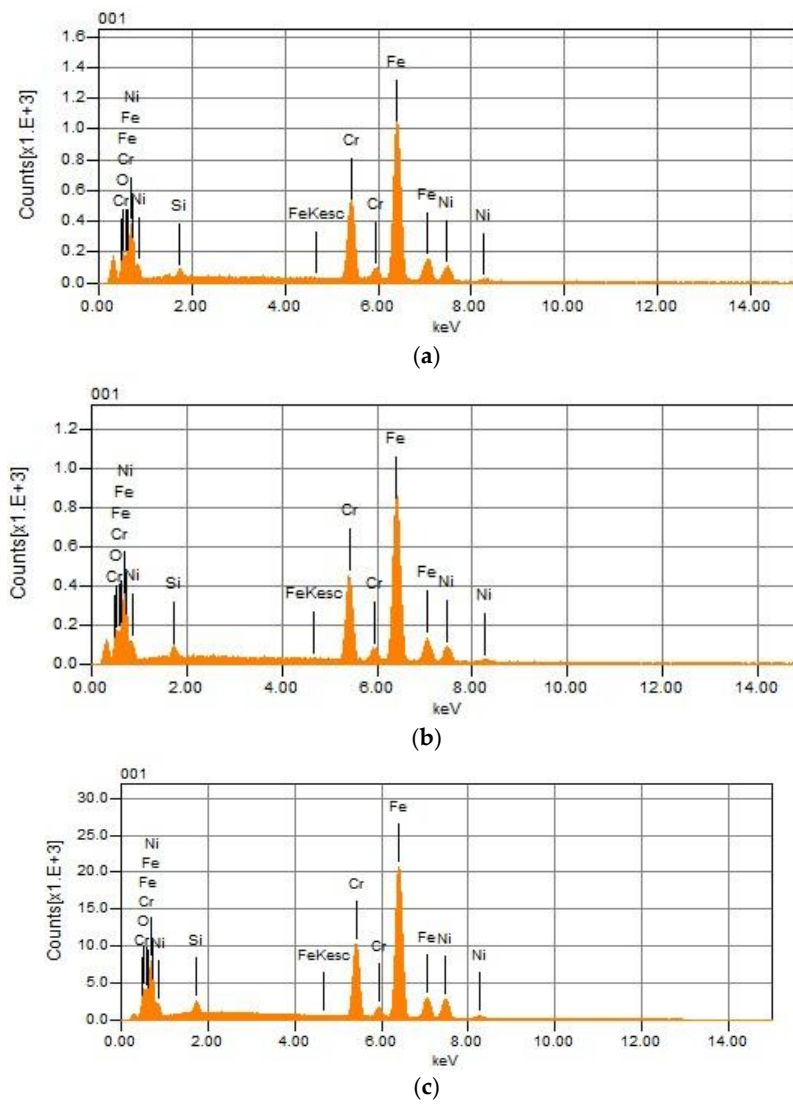 001
1.6
1.4
1.2
1.0
0.8
0.6
0.4
0.2
0.0
Counts[x1.E+3]
Ni
Fe
Fe
Cr
O
Cr
Ni
Si
FeKesc
Cr
Cr
Fe
Fe
Ni
Ni
0.00 2.00 4.00 6.00 8.00 10.00 12.00 14.00
keV
(a)
001
1.2
1.0
0.8
0.6
0.4
0.2
0.0
Counts[x1.E+3]
Ni
Fe
Fe
Cr
O
Cr
Ni
Si
FeKesc
Cr
Cr
Fe
Fe
Ni
Ni
0.00 2.00 4.00 6.00 8.00 10.00 12.00 14.00
keV
(b)
001
30.0
25.0
20.0
15.0
10.0
5.0
0.0
Counts[x1.E+3]
Ni
Fe
Fe
Cr
O
Cr
Ni
Si
FeKesc
Cr
Cr
Fe
Fe
Ni
Ni
0.00 2.00 4.00 6.00 8.00 10.00 12.00 14.00
keV
(c)